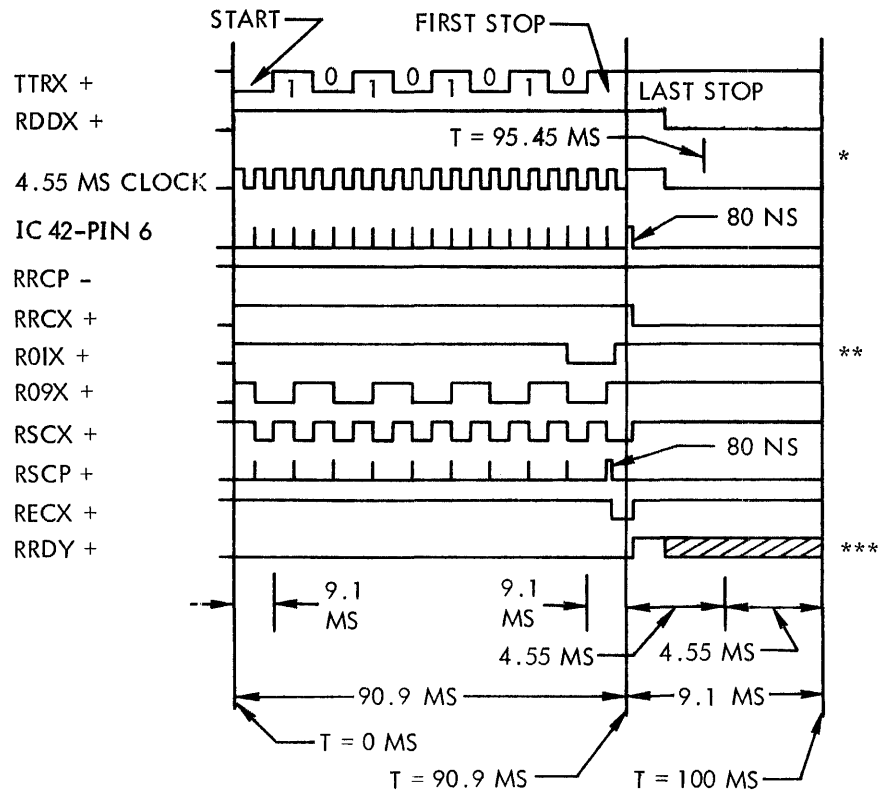 START
FIRST STOP
TTRX +
1 0 1 0 1 0 1 0
LAST STOP
RDDX +
T = 95.45 MS
*
4.55 MS CLOCK
80 NS
IC 42-PIN 6
RRCP -
RRCX +
R01X +
**
R09X +
RSCX +
80 NS
RSCP +
RECX +
RRDY +
***
9.1
MS
9.1
MS
4.55 MS
4.55 MS
90.9 MS
9.1 MS
T = 0 MS
T = 90.9 MS
T = 100 MS